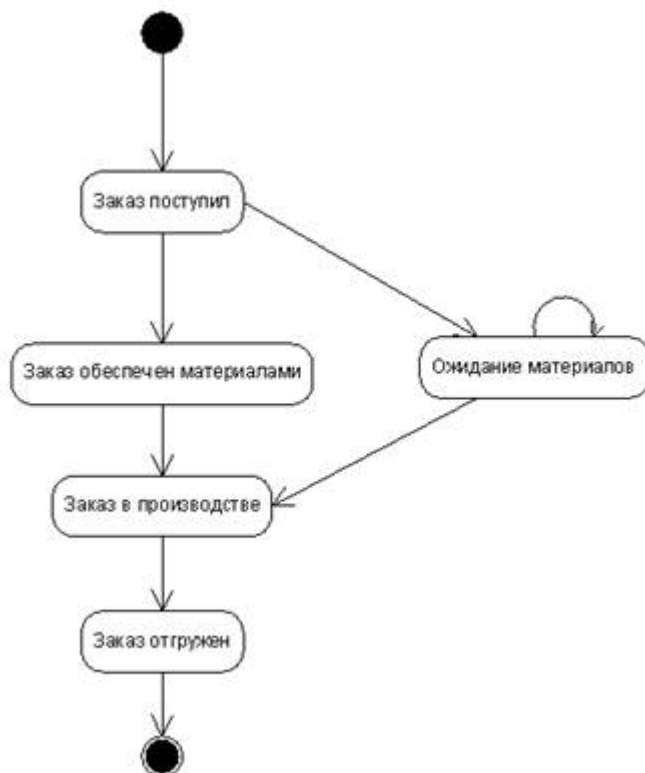 Заказ поступил
Заказ обеспечен материалами
Ожидание материалов
Заказ в производстве
Заказ отгружен